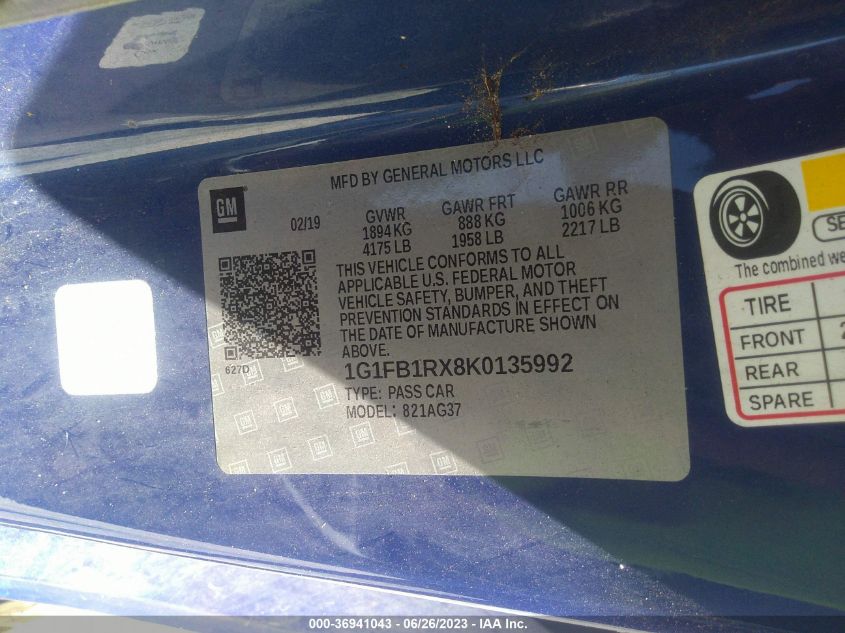 MFD BY GENERAL MOTORS LLC
GM
02/19
GVWR GAWR FRT GAWR RR
1894 KG 888 KG 1006 KG
4175 LB 1958 LB 2217 LB
THIS VEHICLE CONFORMS TO ALL
APPLICABLE U.S. FEDERAL MOTOR
VEHICLE SAFETY, BUMPER, AND THEFT
PREVENTION STANDARDS IN EFFECT ON
THE DATE OF MANUFACTURE SHOWN
ABOVE.
627D
1G1FB1RX8K0135992
TYPE: PASS CAR
MODEL: 821AG37
SE
The combined we
TIRE
FRONT 2
REAR
SPARE
000-36941043 - 06/26/2023 - IAA Inc.